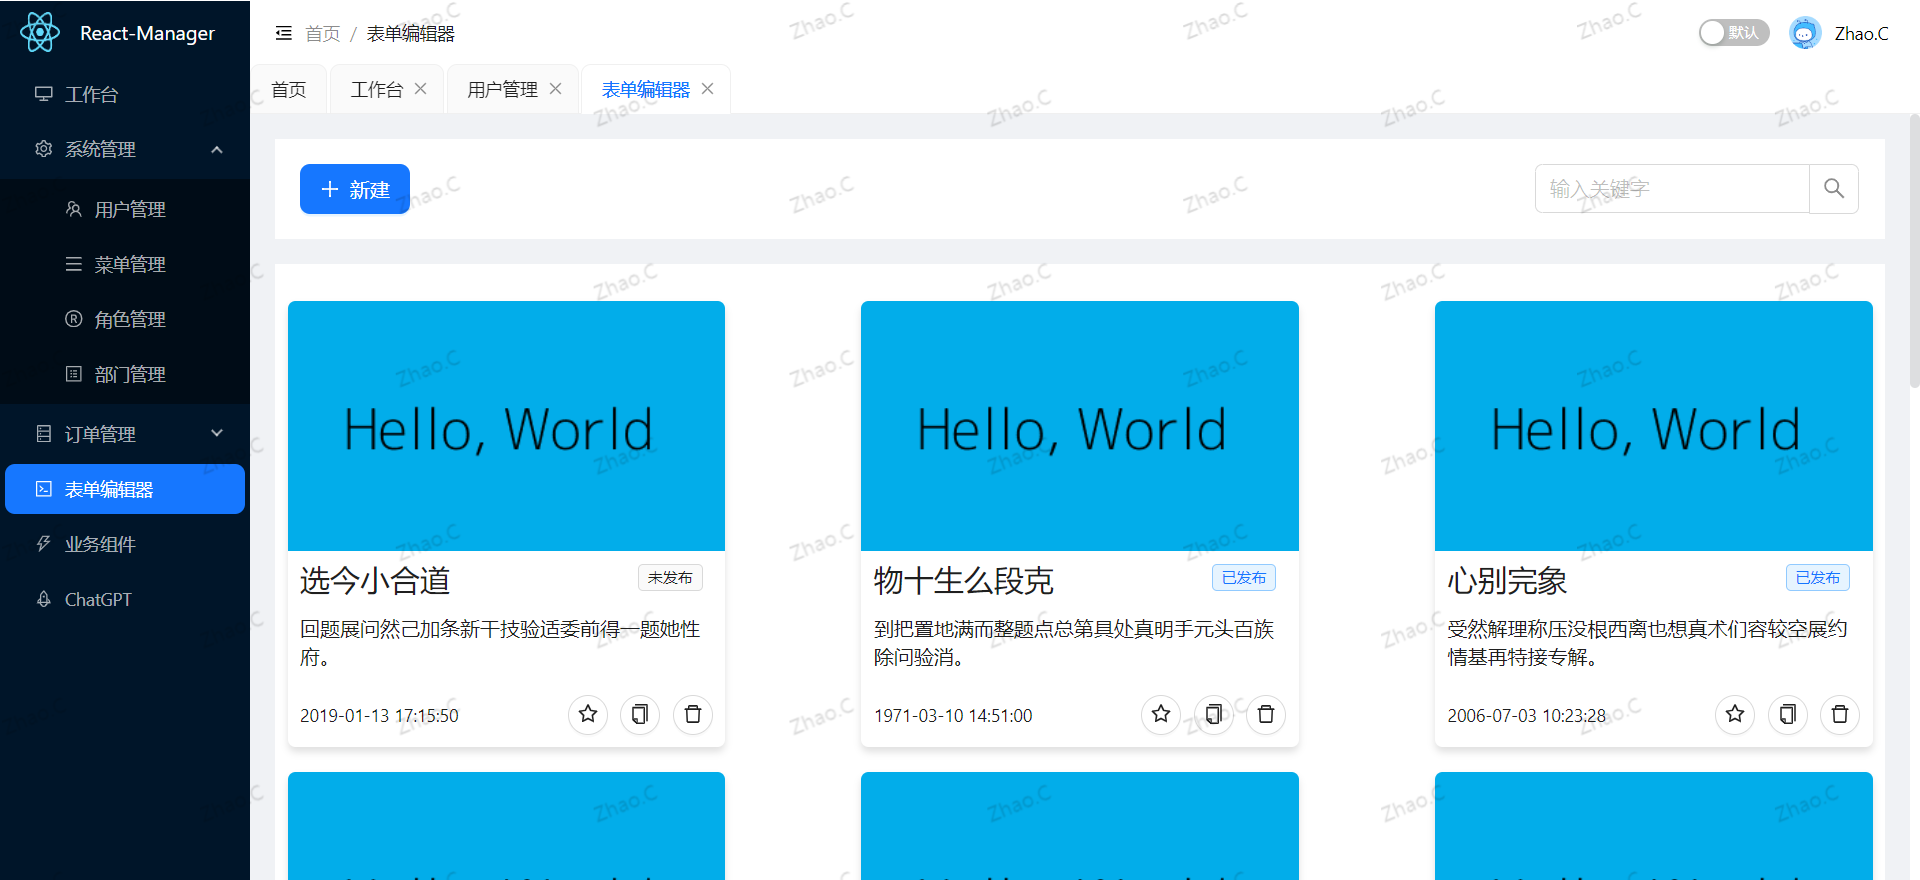 React-Manager
首页 / 表单编辑器
默认
Zhao.C
首页
工作台
用户管理
表单编辑器
工作台
系统管理
用户管理
菜单管理
角色管理
部门管理
订单管理
表单编辑器
业务组件
ChatGPT
新建
输入关键字
Hello, World
选今小合道
未发布
回题展问然己加条新干技验适委前得一题她性
府。
2019-01-13 17:15:50
Hello, World
物十生么段克
已发布
到把置地满而整题点总第具处真明手元头百族
除问验消。
1971-03-10 14:51:00
Hello, World
心别完象
已发布
受然解理称压没根西离也想真术们容较空展约
情基再特接专解。
2006-07-03 10:23:28
Zhao.C